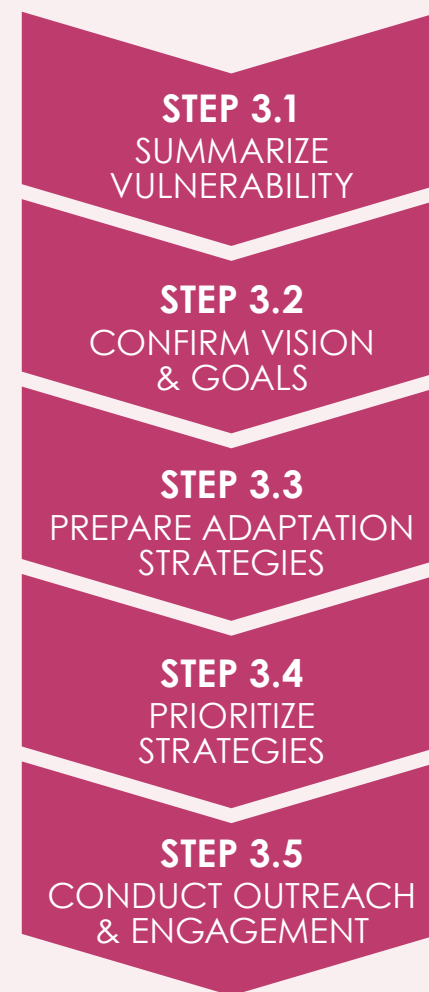 STEP 3.1
SUMMARIZE
VULNERABILITY
STEP 3.2
CONFIRM VISION
& GOALS
STEP 3.3
PREPARE ADAPTATION
STRATEGIES
STEP 3.4
PRIORITIZE
STRATEGIES
STEP 3.5
CONDUCT OUTREACH
& ENGAGEMENT